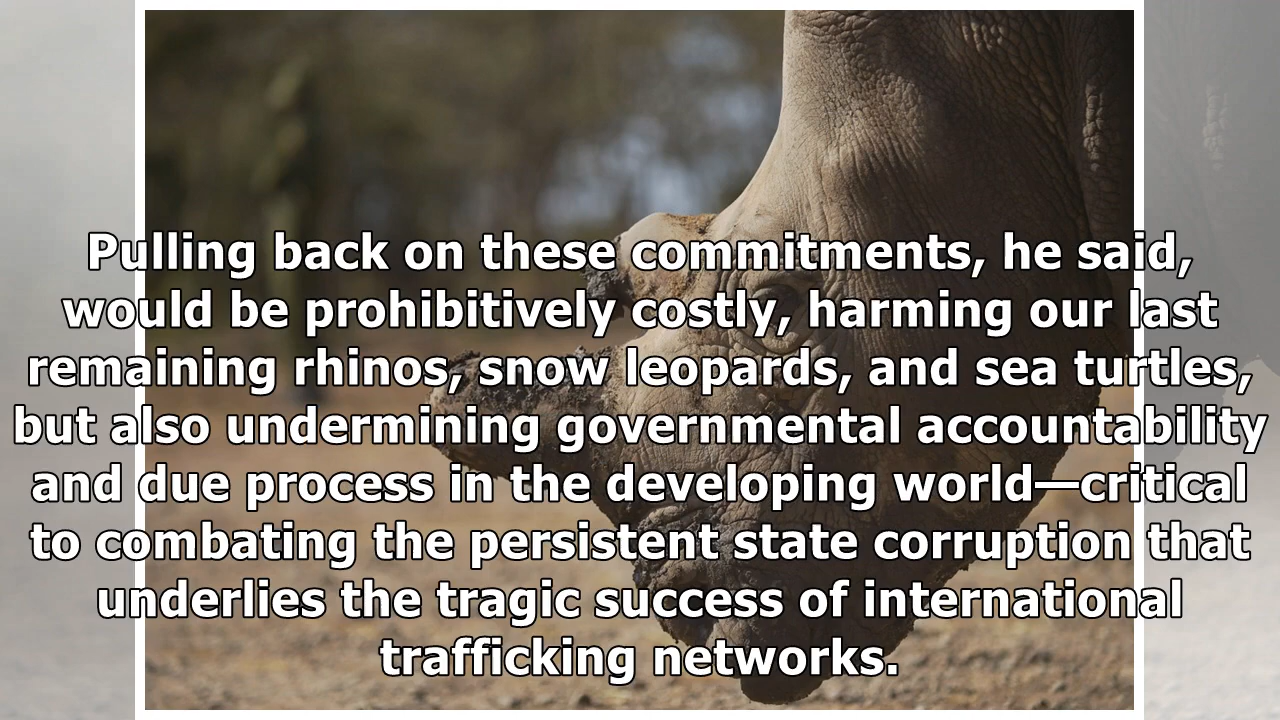 Pulling back on these commitments, he said,
would be prohibitively costly, harming our last
remaining rhinos, snow leopards, and sea turtles,
but also undermining governmental accountability
and due process in the developing world—critical
to combating the persistent state corruption that
underlies the tragic success of international
trafficking networks.